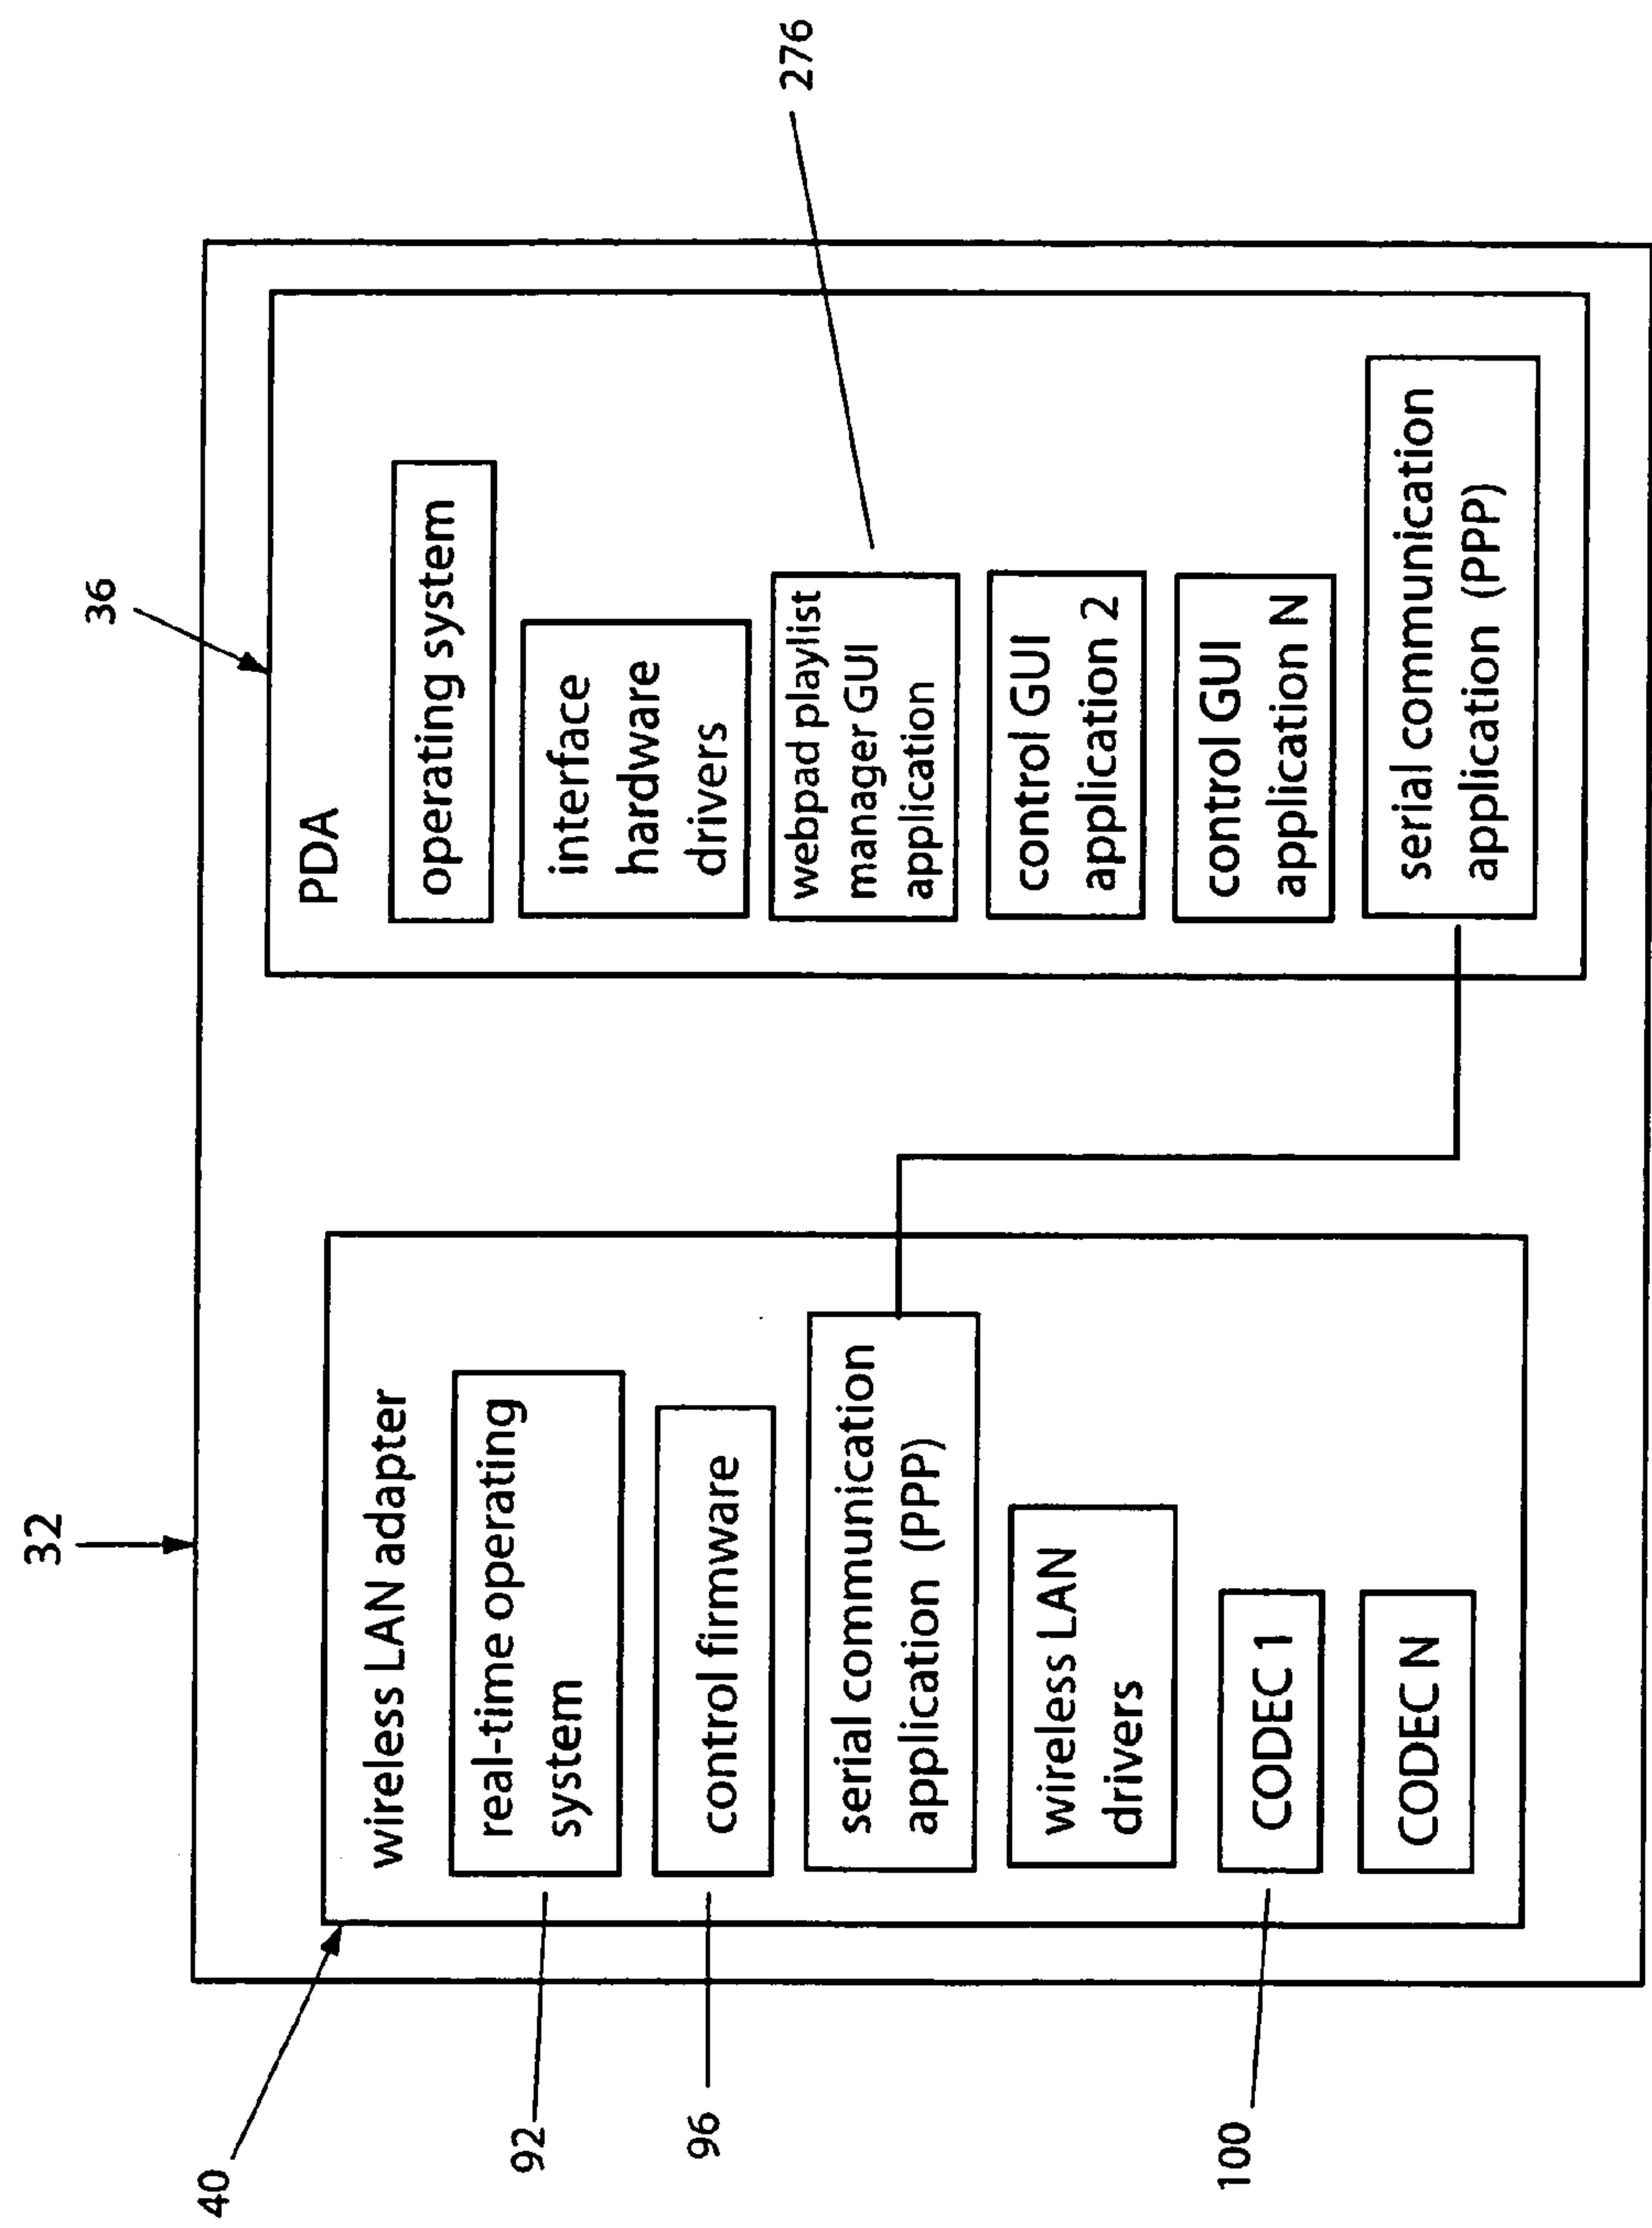 32
40
wireless LAN adapter
92
real-time operating
system
96
control firmware
serial communication
application (PPP)
wireless LAN
drivers
100
CODEC 1
CODEC N
36
PDA
operating system
interface
hardware
drivers
276
webpad playlist
manager GUI
application
control GUI
application 2
control GUI
application N
serial communication
application (PPP)